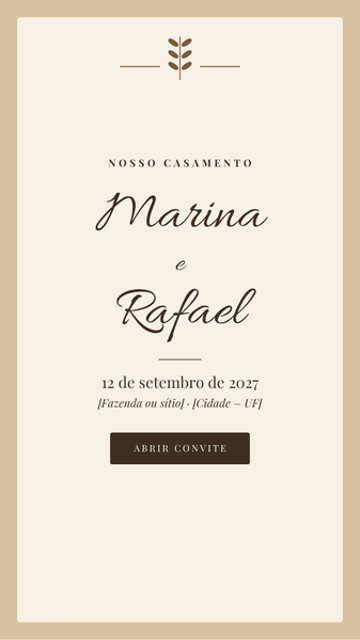 NOSSO CASAMENTO
Marina
e
Rafael
12 de setembro de 2027
[Fazenda ou sítio] · [Cidade – UF]
ABRIR CONVITE